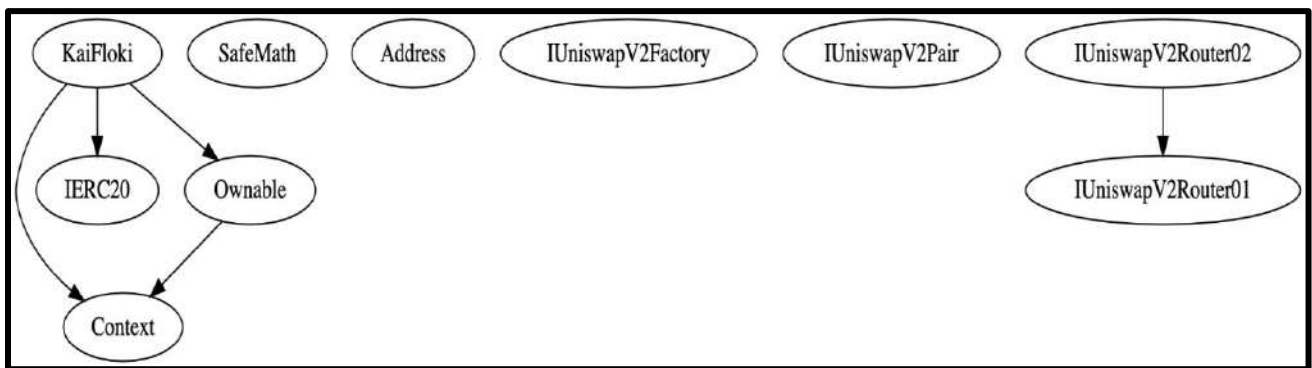 KaiFloki SafeMath Address IUniswapV2Factory IUniswapV2Pair IUniswapV2Router02
IERC20 Ownable IUniswapV2Router01
Context